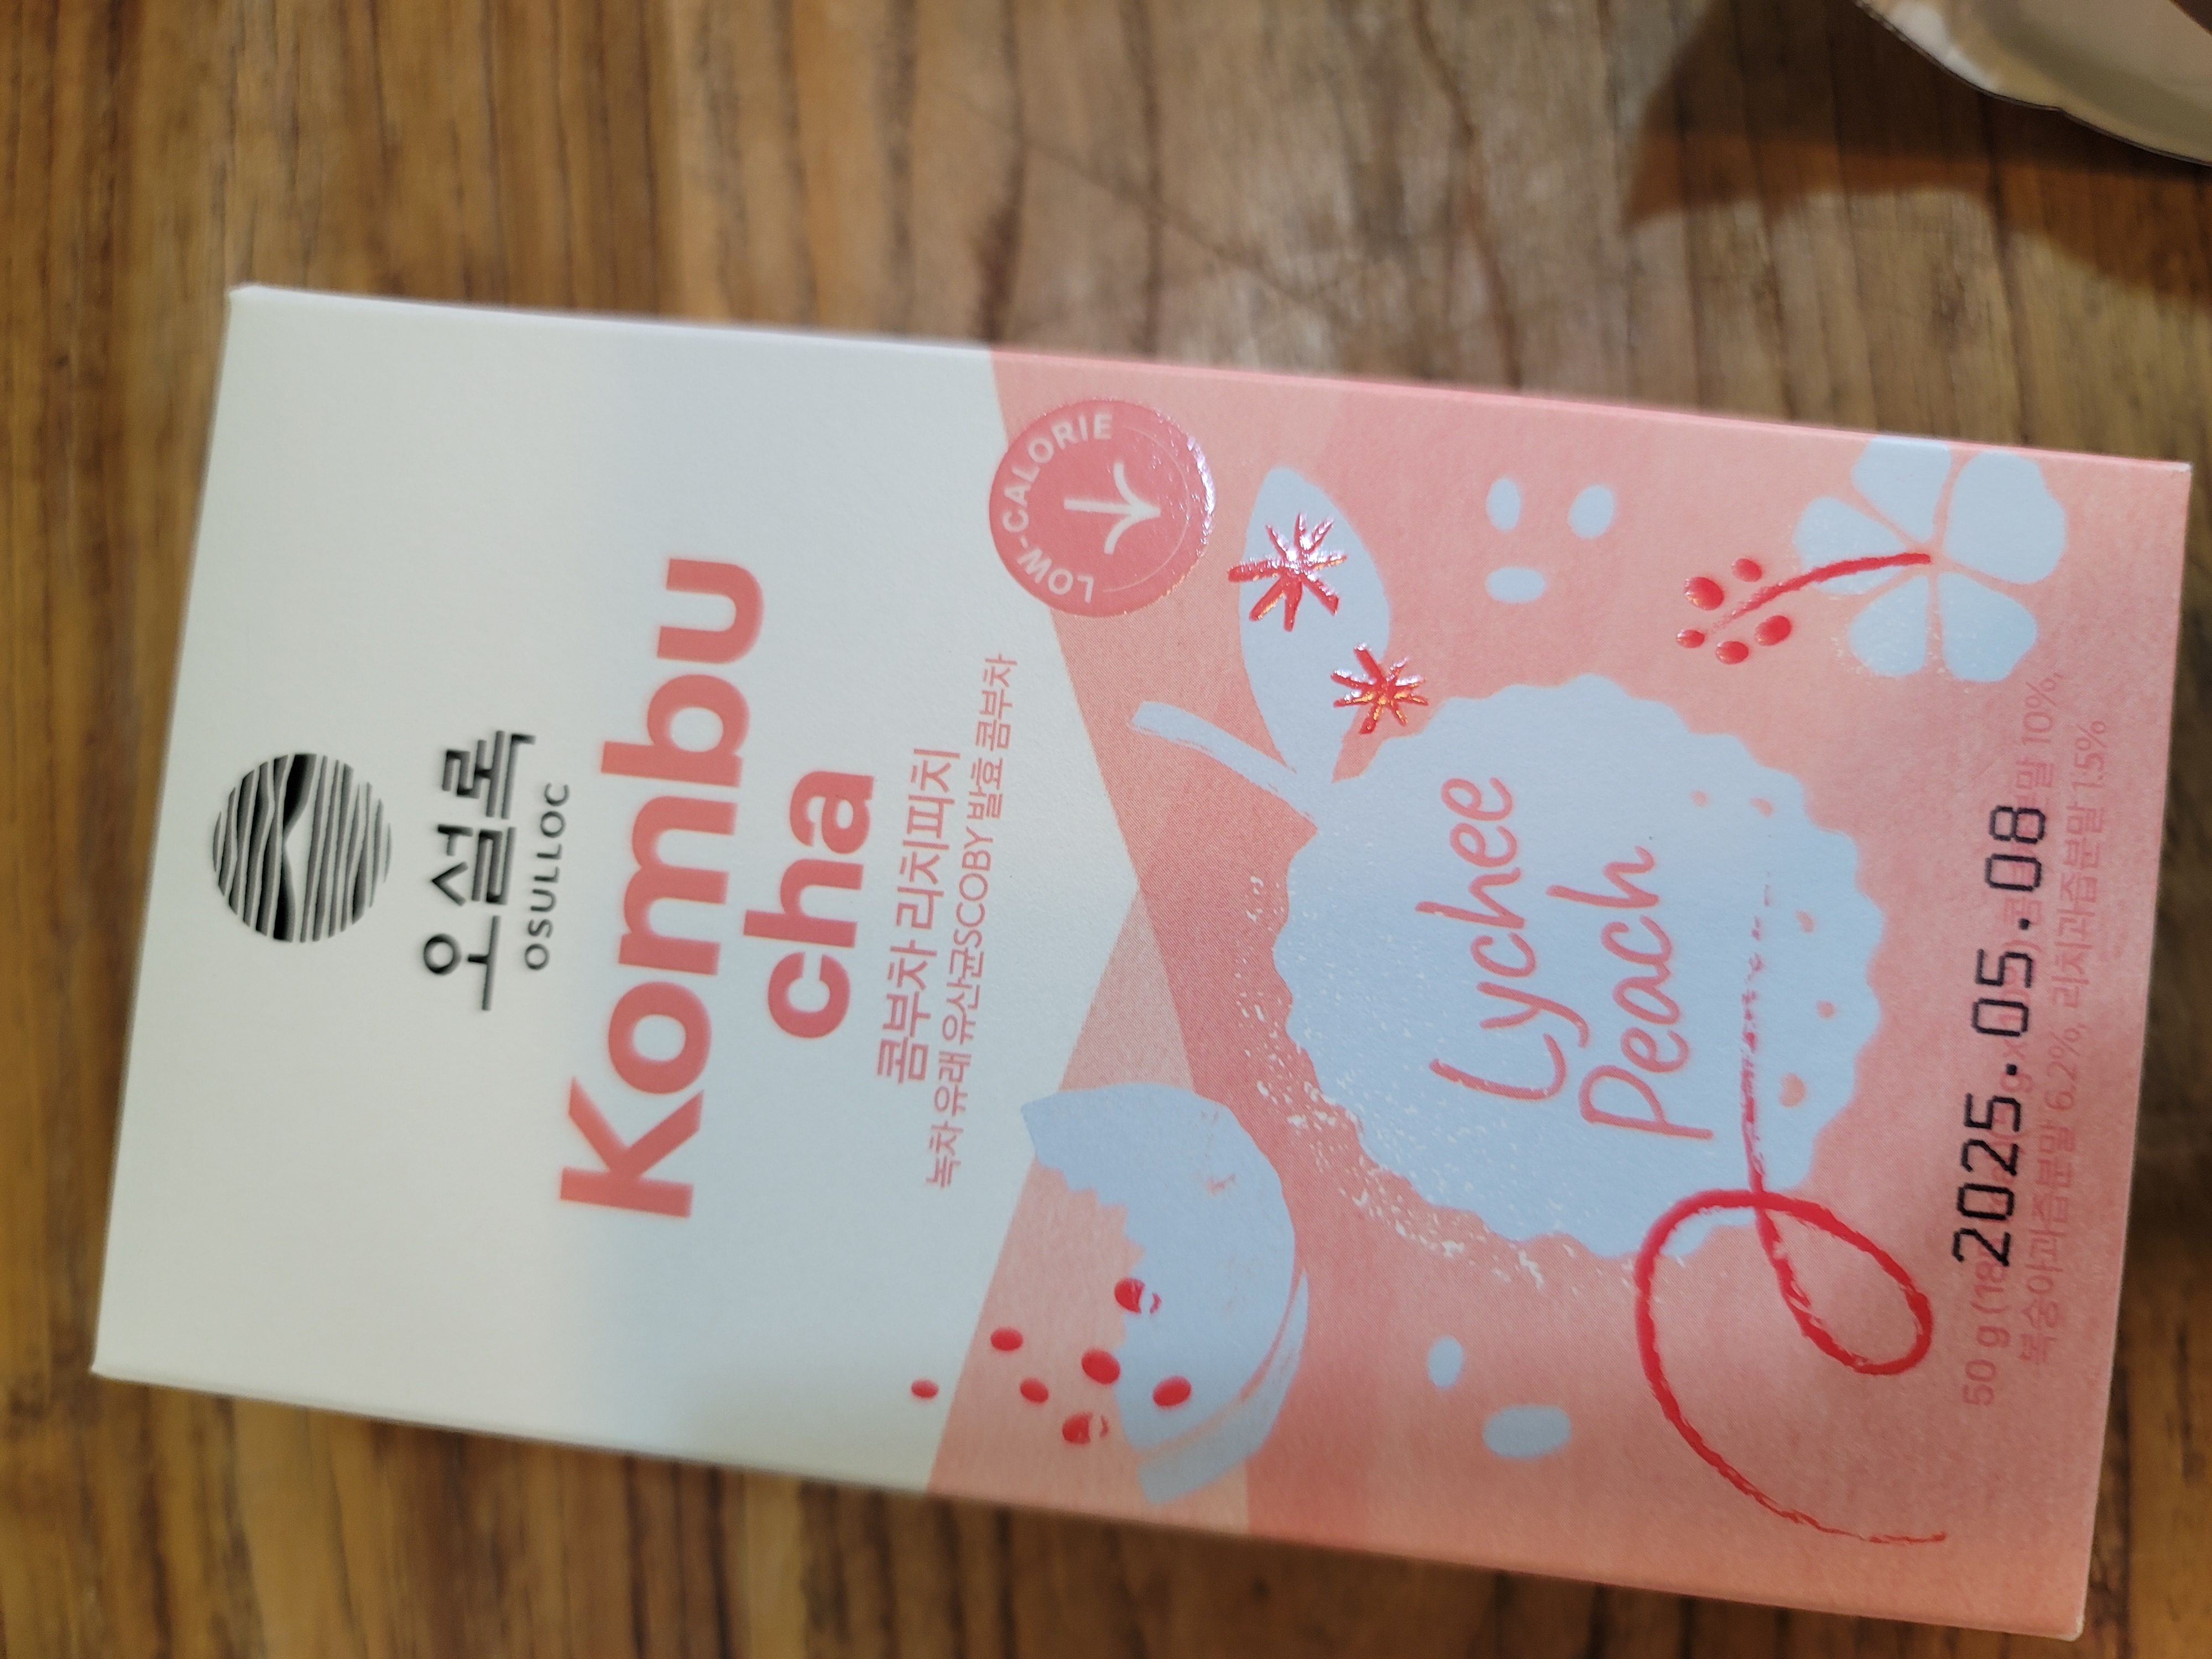 오설록
OSULLOC
Kombu
cha
콤부차 리치피치
녹차 유래 유산균SCOBY 발효 콤부차
LOW-CALORIE
Lychee
Peach
50 g (18
10%,
2025.05.08
복숭아과즙분말 6.2%, 리치과즙분말 1.5%